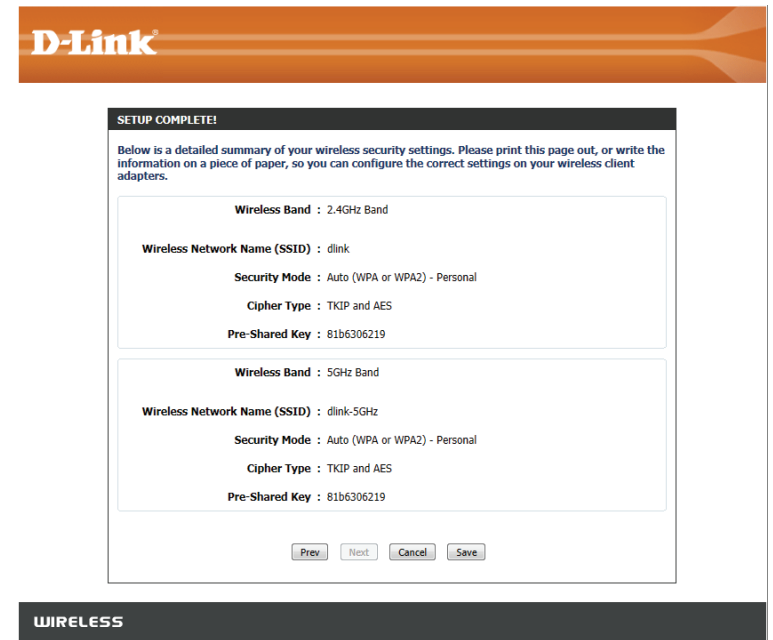 D-Link
SETUP COMPLETE!
Below is a detailed summary of your wireless security settings. Please print this page out, or write the
information on a piece of paper, so you can configure the correct settings on your wireless client
adapters.
Wireless Band : 2.4GHz Band
Wireless Network Name (SSID) : dlink
Security Mode : Auto (WPA or WPA2) - Personal
Cipher Type : TKIP and AES
Pre-Shared Key : 81b6306219
Wireless Band : 5GHz Band
Wireless Network Name (SSID) : dlink-5GHz
Security Mode : Auto (WPA or WPA2) - Personal
Cipher Type : TKIP and AES
Pre-Shared Key : 81b6306219
Prev Next Cancel Save
WIRELESS